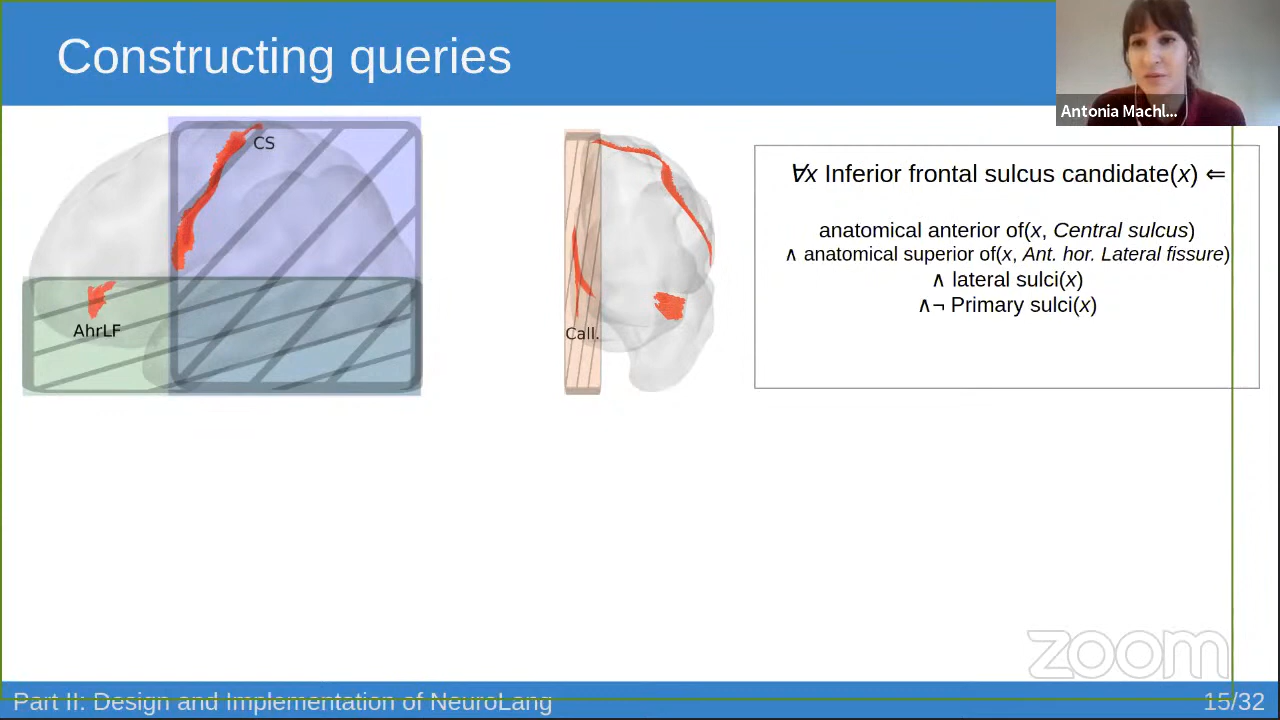 Constructing queries
Antonia Machl...
CS
AhrLF
Call.
∀x Inferior frontal sulcus candidate(x) ⇐
anatomical anterior of(x, Central sulcus)
∧ anatomical superior of(x, Ant. hor. Lateral fissure)
∧ lateral sulci(x)
∧¬ Primary sulci(x)
zoom
Part II: Design and Implementation of NeuroLang
15/32